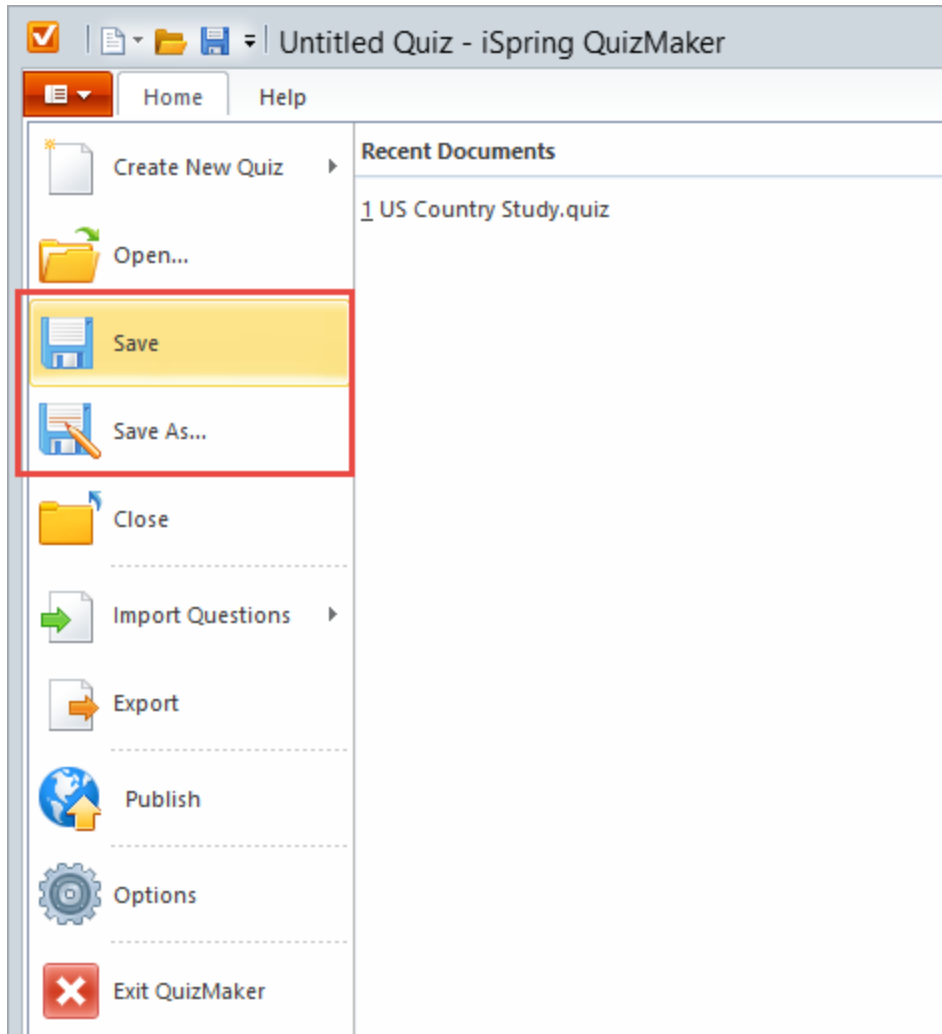 Untitled Quiz - iSpring QuizMaker
Home Help
Create New Quiz
Open...
Save
Save As...
Close
Import Questions
Export
Publish
Options
Exit QuizMaker
Recent Documents
1 US Country Study.quiz